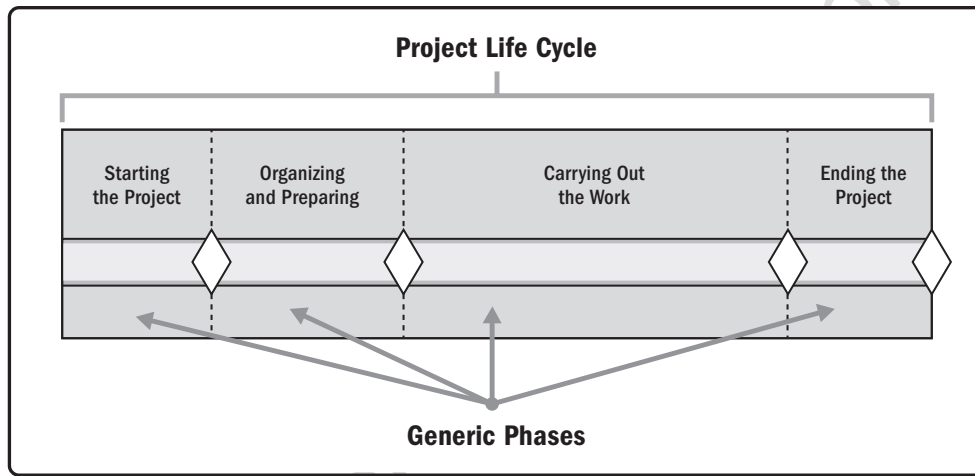 Project Life Cycle
Starting
the Project
Organizing
and Preparing
Carrying Out
the Work
Ending the
Project
Generic Phases